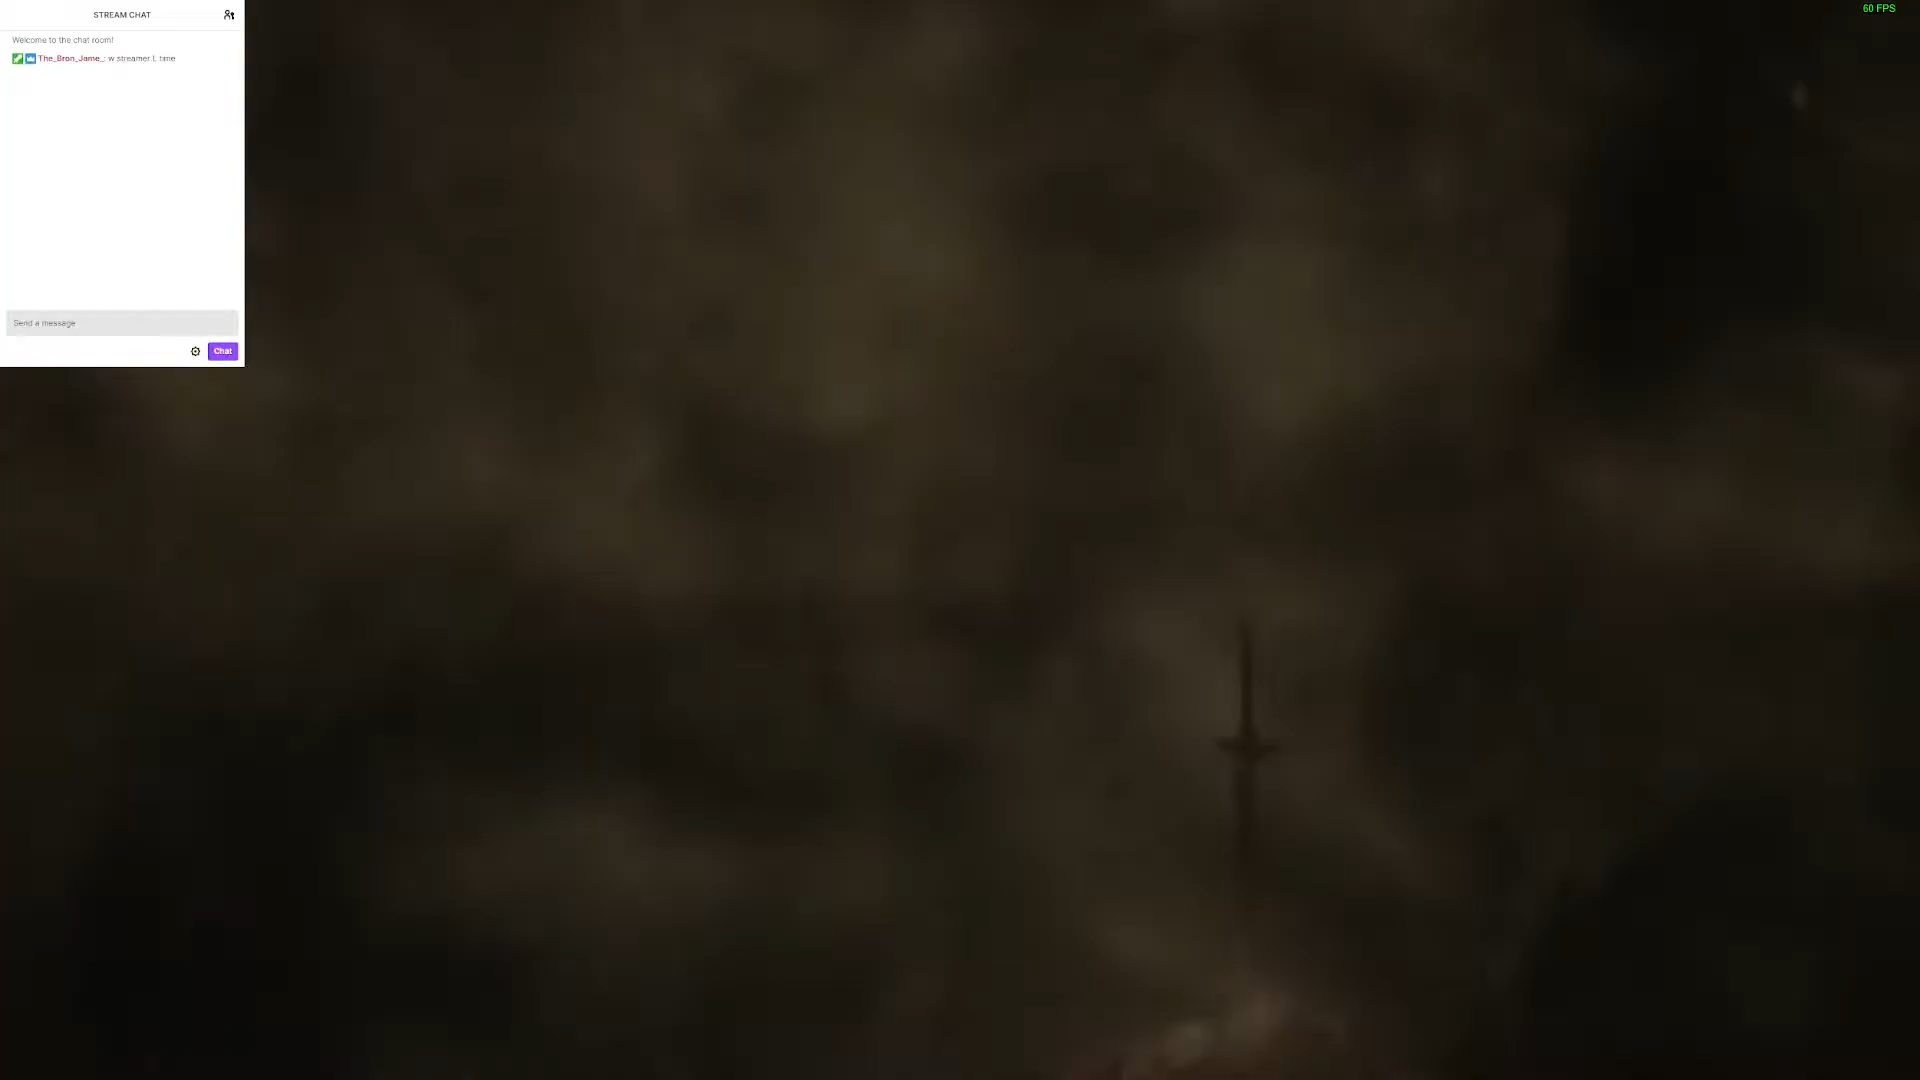 STREAM CHAT
60 FPS
Welcome to the chat room!
The_Bron_Jame_: w streamer L time
Send a message
Chat